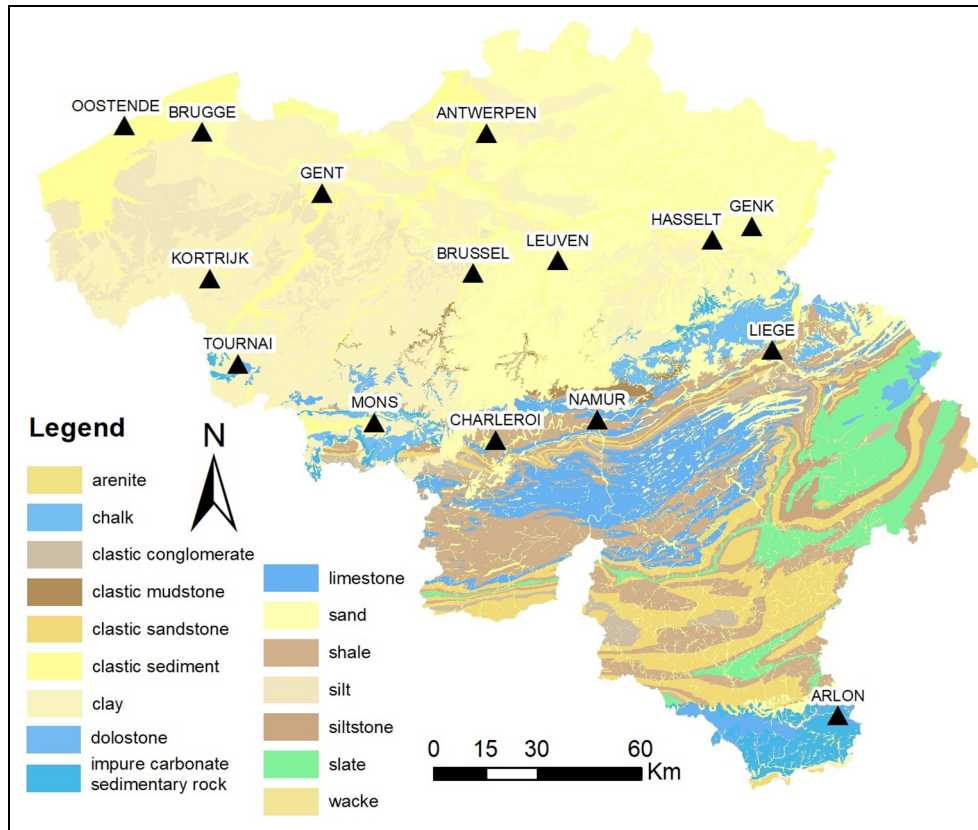 OOSTENDE
BRUGGE
ANTWERPEN
GENT
GENK
HASSELT
LEUVEN
BRUSSEL
KORTRIJK
LIEGE
TOURNAI
MONS
NAMUR
CHARLEROI
ARLON
Legend
N
arenite
chalk
clastic conglomerate
clastic mudstone
clastic sandstone
clastic sediment
clay
dolostone
impure carbonate
sedimentary rock
limestone
sand
shale
silt
siltstone
slate
wacke
0 15 30 60
Km